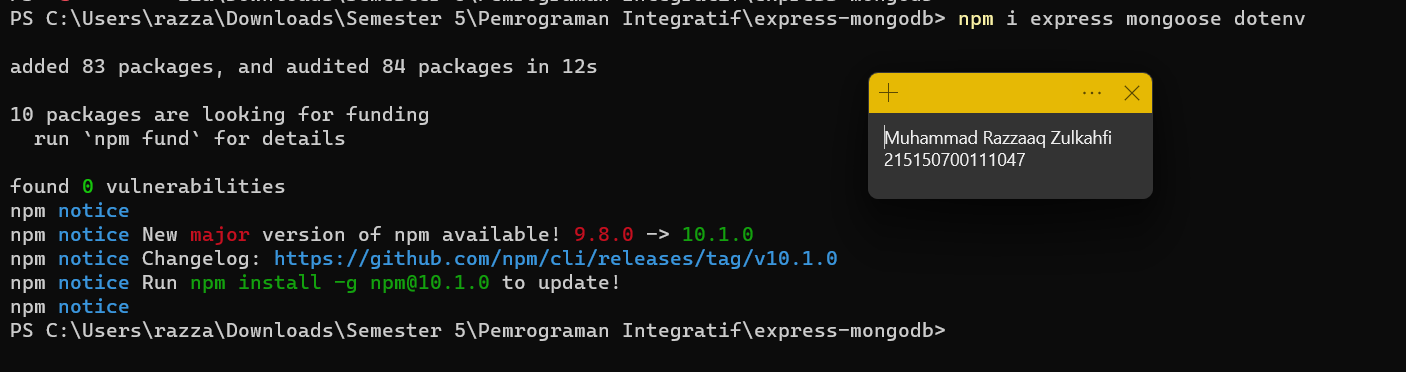 PS C:\Users\razza\Downloads\Semester 5\Pemrograman Integratif\express-mongodb> npm i express mongoose dotenv
added 83 packages, and audited 84 packages in 12s
10 packages are looking for funding
  run `npm fund` for details
found 0 vulnerabilities
npm notice
npm notice New major version of npm available! 9.8.0 -> 10.1.0
npm notice Changelog: https://github.com/npm/cli/releases/tag/v10.1.0
npm notice Run npm install -g npm@10.1.0 to update!
npm notice
PS C:\Users\razza\Downloads\Semester 5\Pemrograman Integratif\express-mongodb>
Muhammad Razzaaq Zulkahfi
215150700111047